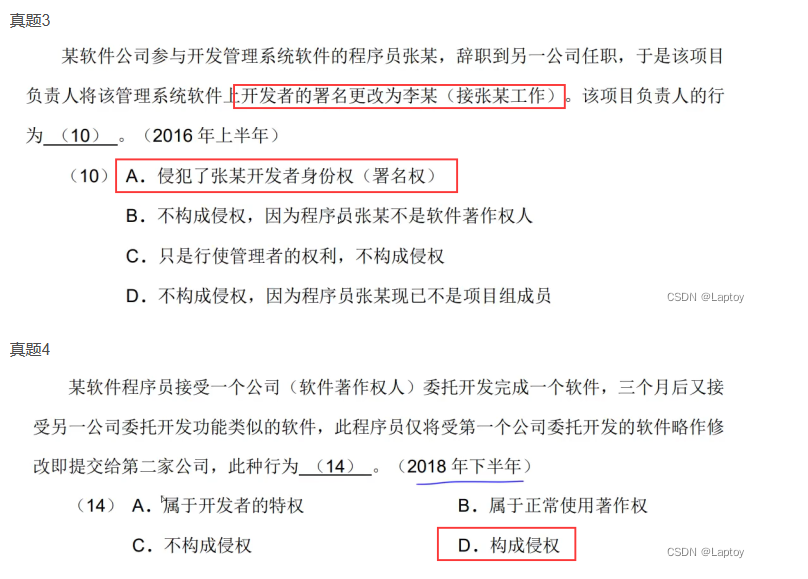 真题3
某软件公司参与开发管理系统软件的程序员张某，辞职到另一公司任职，于是该项目
负责人将该管理系统软件上开发者的署名更改为李某（接张某工作）。该项目负责人的行
为（10）。（2016 年上半年）
（10）A．侵犯了张某开发者身份权（署名权）
B．不构成侵权，因为程序员张某不是软件著作权人
C．只是行使管理者的权利，不构成侵权
D．不构成侵权，因为程序员张某现已不是项目组成员
CSDN @Laptoy
真题4
某软件程序员接受一个公司（软件著作权人）委托开发完成一个软件，三个月后又接
受另一公司委托开发功能类似的软件，此程序员仅将受第一个公司委托开发的软件略作修
改即提交给第二家公司，此种行为（14）。（2018 年下半年）
（14）A．属于开发者的特权 B．属于正常使用著作权
C．不构成侵权 D．构成侵权
CSDN @Laptoy